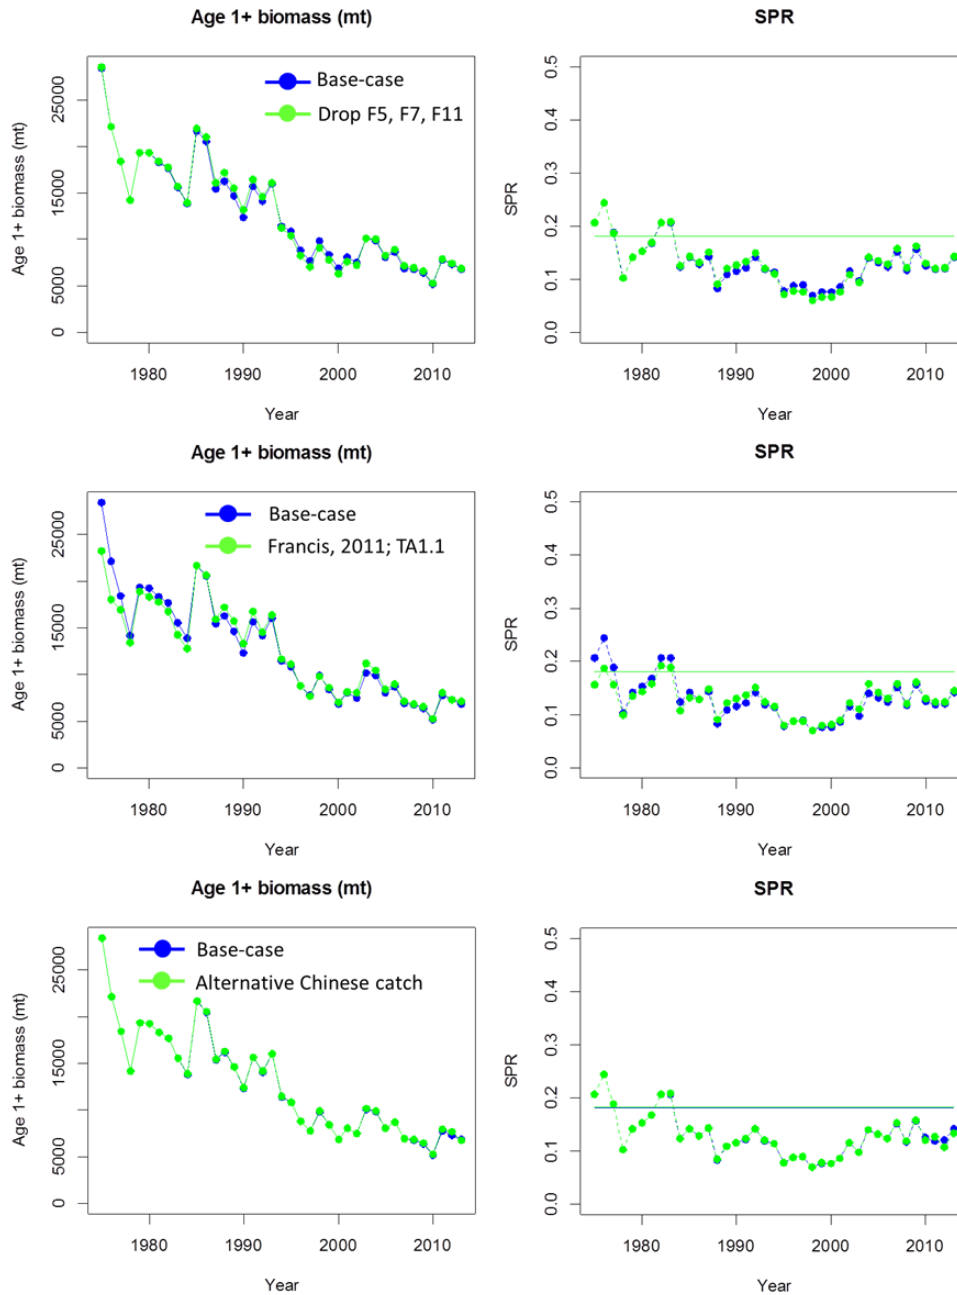 Age 1+ biomass (mt)
SPR
Age 1+ biomass (mt)
0 5000 15000 25000
Base-case
Drop F5, F7, F11
1980 1990 2000 2010
Year
SPR
0.0 0.1 0.2 0.3 0.4 0.5
1980 1990 2000 2010
Year
Age 1+ biomass (mt)
SPR
Age 1+ biomass (mt)
0 5000 15000 25000
Base-case
Francis, 2011; TA1.1
1980 1990 2000 2010
Year
SPR
0.0 0.1 0.2 0.3 0.4 0.5
1980 1990 2000 2010
Year
Age 1+ biomass (mt)
SPR
Age 1+ biomass (mt)
0 5000 15000 25000
Base-case
Alternative Chinese catch
1980 1990 2000 2010
Year
SPR
0.0 0.1 0.2 0.3 0.4 0.5
1980 1990 2000 2010
Year